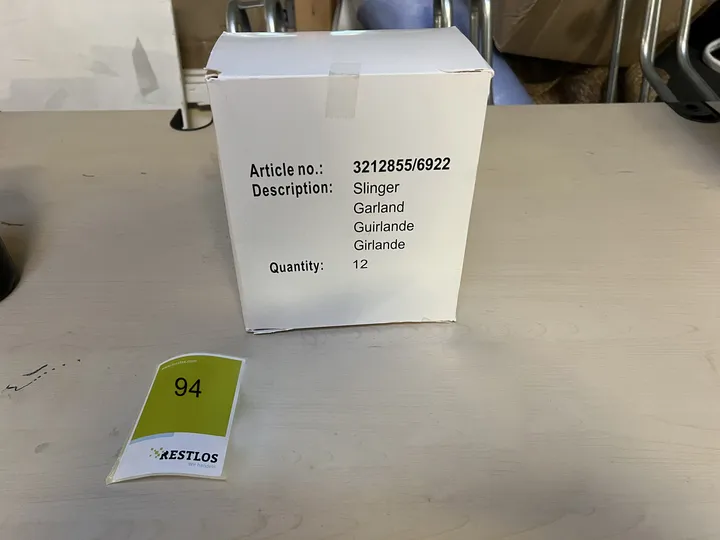 Article no.: 3212855/6922
Description: Slinger
Garland
Guirlande
Girlande
Quantity: 12
94
RESTLOS